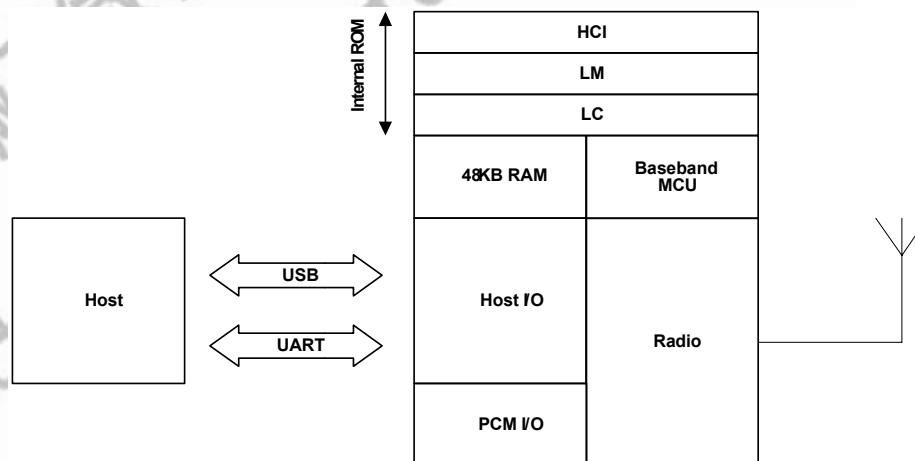 Internal ROM
HCI
LM
LC
48KB RAM
Baseband
MCU
Host
USB
UART
Host I/O
Radio
PCM I/O